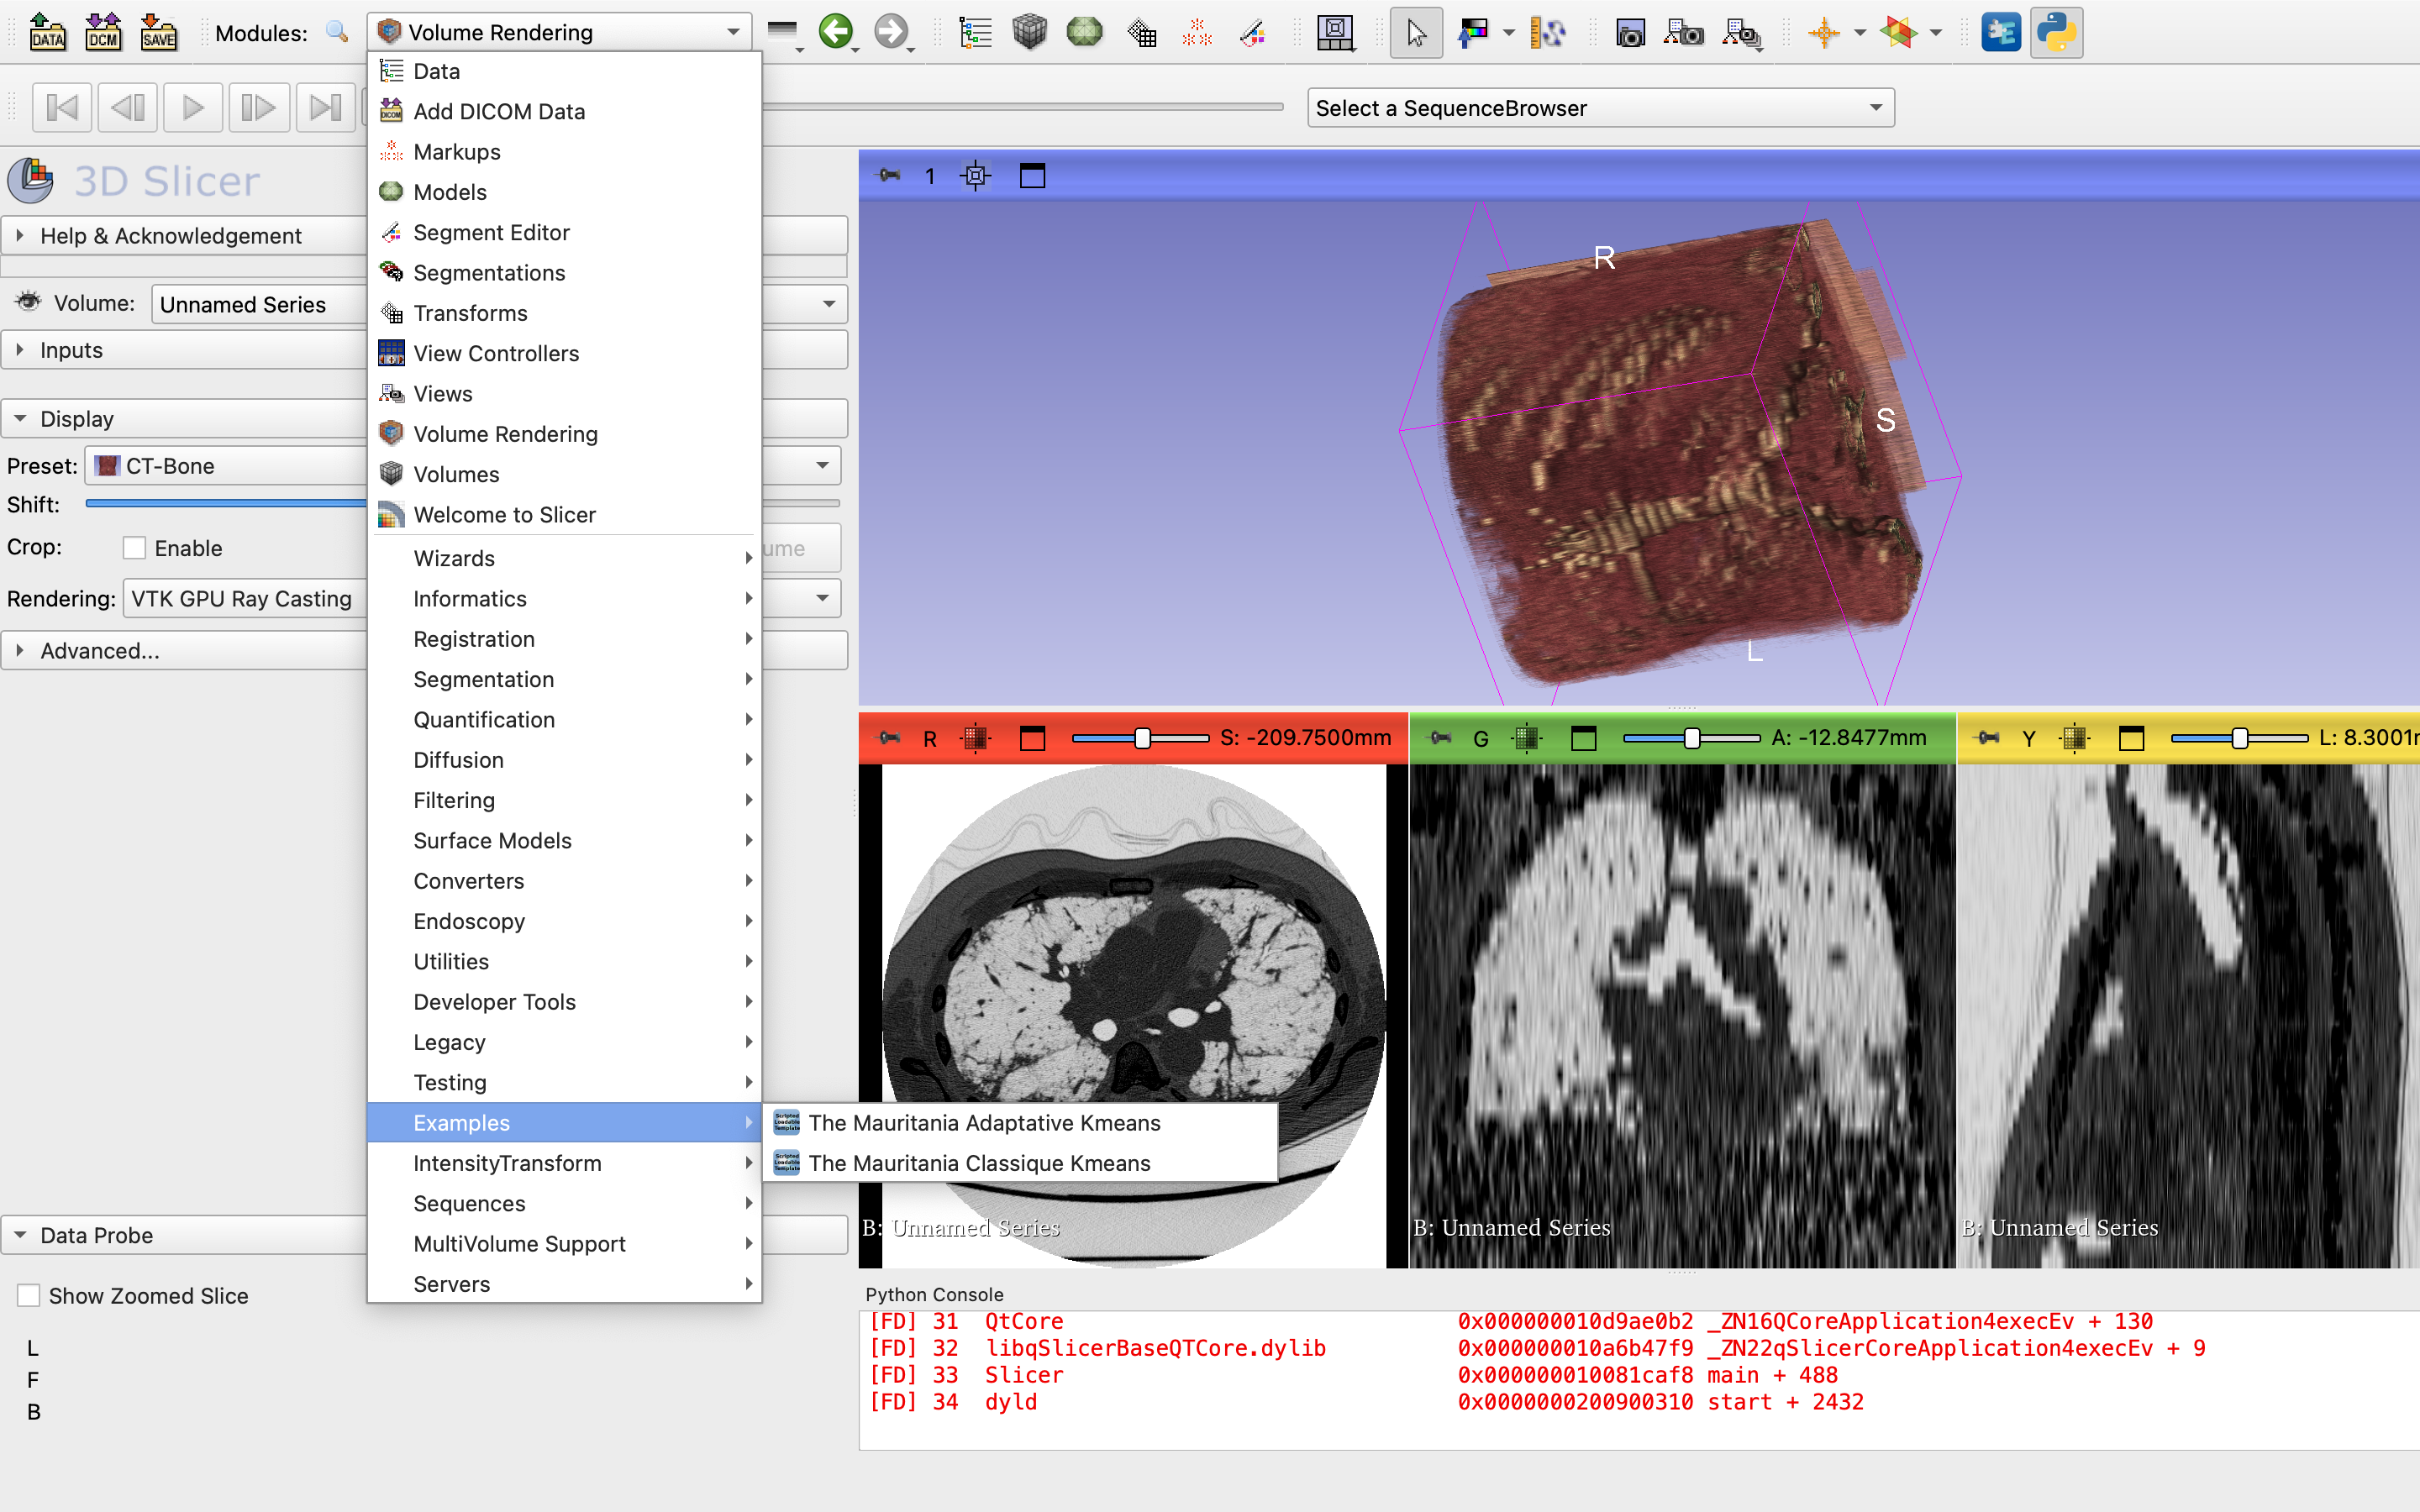 DATA DCM SAVE Modules: Volume Rendering
Select a SequenceBrowser
3D Slicer
Help & Acknowledgement
Volume: Unnamed Series
Inputs
Display
Preset: CT-Bone
Shift:
Crop: Enable
ume
Rendering: VTK GPU Ray Casting
Advanced...
Data
Add DICOM Data
Markups
Models
Segment Editor
Segmentations
Transforms
View Controllers
Views
Volume Rendering
Volumes
Welcome to Slicer
Wizards
Informatics
Registration
Segmentation
Quantification
Diffusion
Filtering
Surface Models
Converters
Endoscopy
Utilities
Developer Tools
Legacy
Testing
Examples
IntensityTransform
Sequences
MultiVolume Support
Servers
The Mauritania Adaptative Kmeans
The Mauritania Classique Kmeans
1
R
S
L
R S: -209.7500mm
G A: -12.8477mm
Y L: 8.3001
B: Unnamed Series
B: Unnamed Series
B: Unnamed Series
Data Probe
Show Zoomed Slice
L
F
B
Python Console
[FD] 31 QtCore 0x000000010d9ae0b2 _ZN16QCoreApplication4execEv + 130
[FD] 32 libqSlicerBaseQTCore.dylib 0x000000010a6b47f9 _ZN22qSlicerCoreApplication4execEv + 9
[FD] 33 Slicer 0x000000010081caf8 main + 488
[FD] 34 dyld 0x0000000200900310 start + 2432